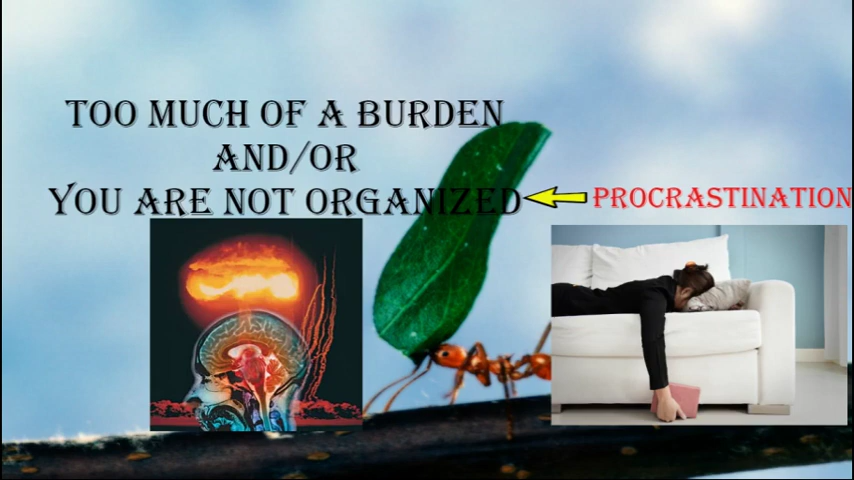 TOO MUCH OF A BURDEN
AND/OR
YOU ARE NOT ORGANIZED
PROCRASTINATION